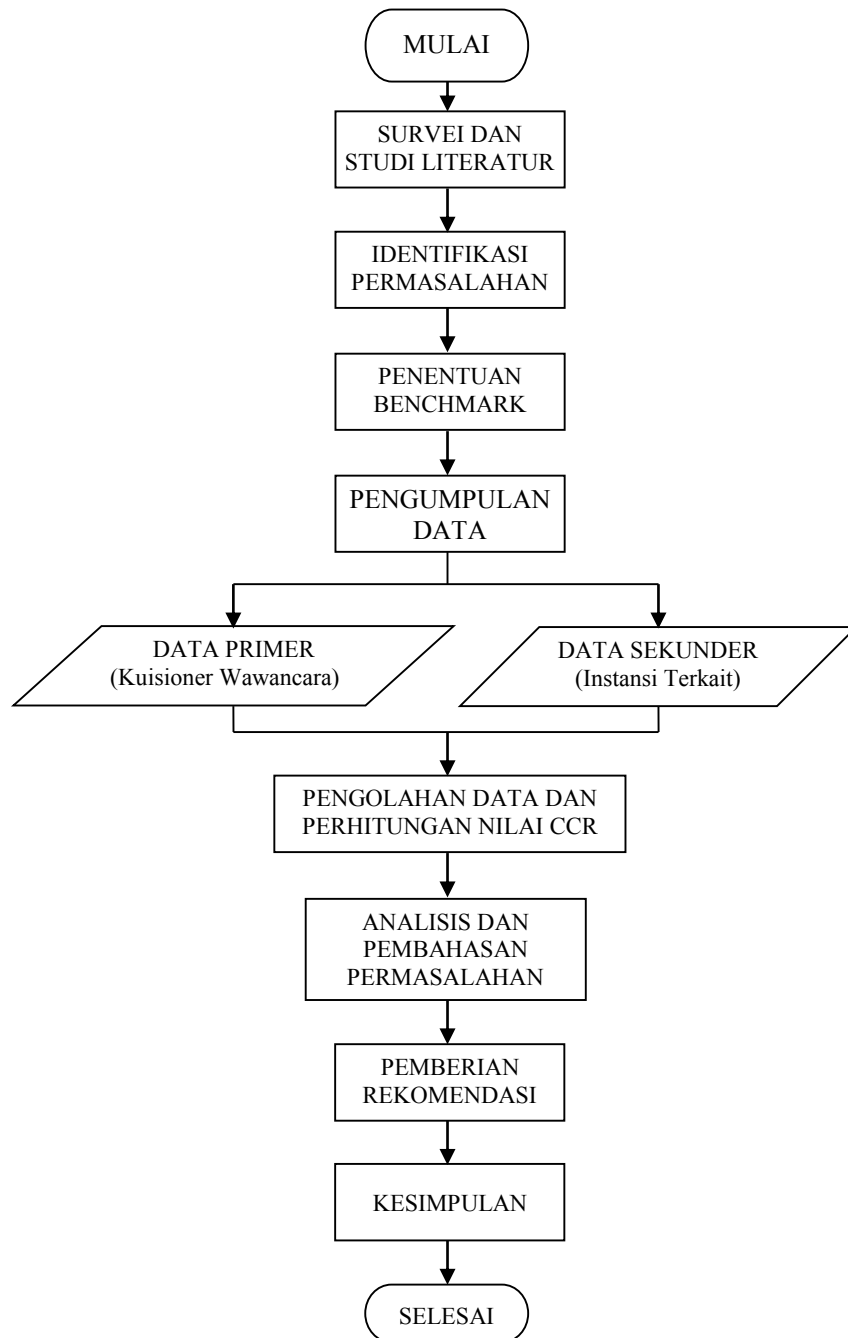 MULAI
SURVEI DAN
STUDI LITERATUR
IDENTIFIKASI
PERMASALAHAN
PENENTUAN
BENCHMARK
PENGUMPULAN
DATA
DATA PRIMER
(Kuisioner Wawancara)
DATA SEKUNDER
(Instansi Terkait)
PENGOLAHAN DATA DAN
PERHITUNGAN NILAI CCR
ANALISIS DAN
PEMBAHASAN
PERMASALAHAN
PEMBERIAN
REKOMENDASI
KESIMPULAN
SELESAI